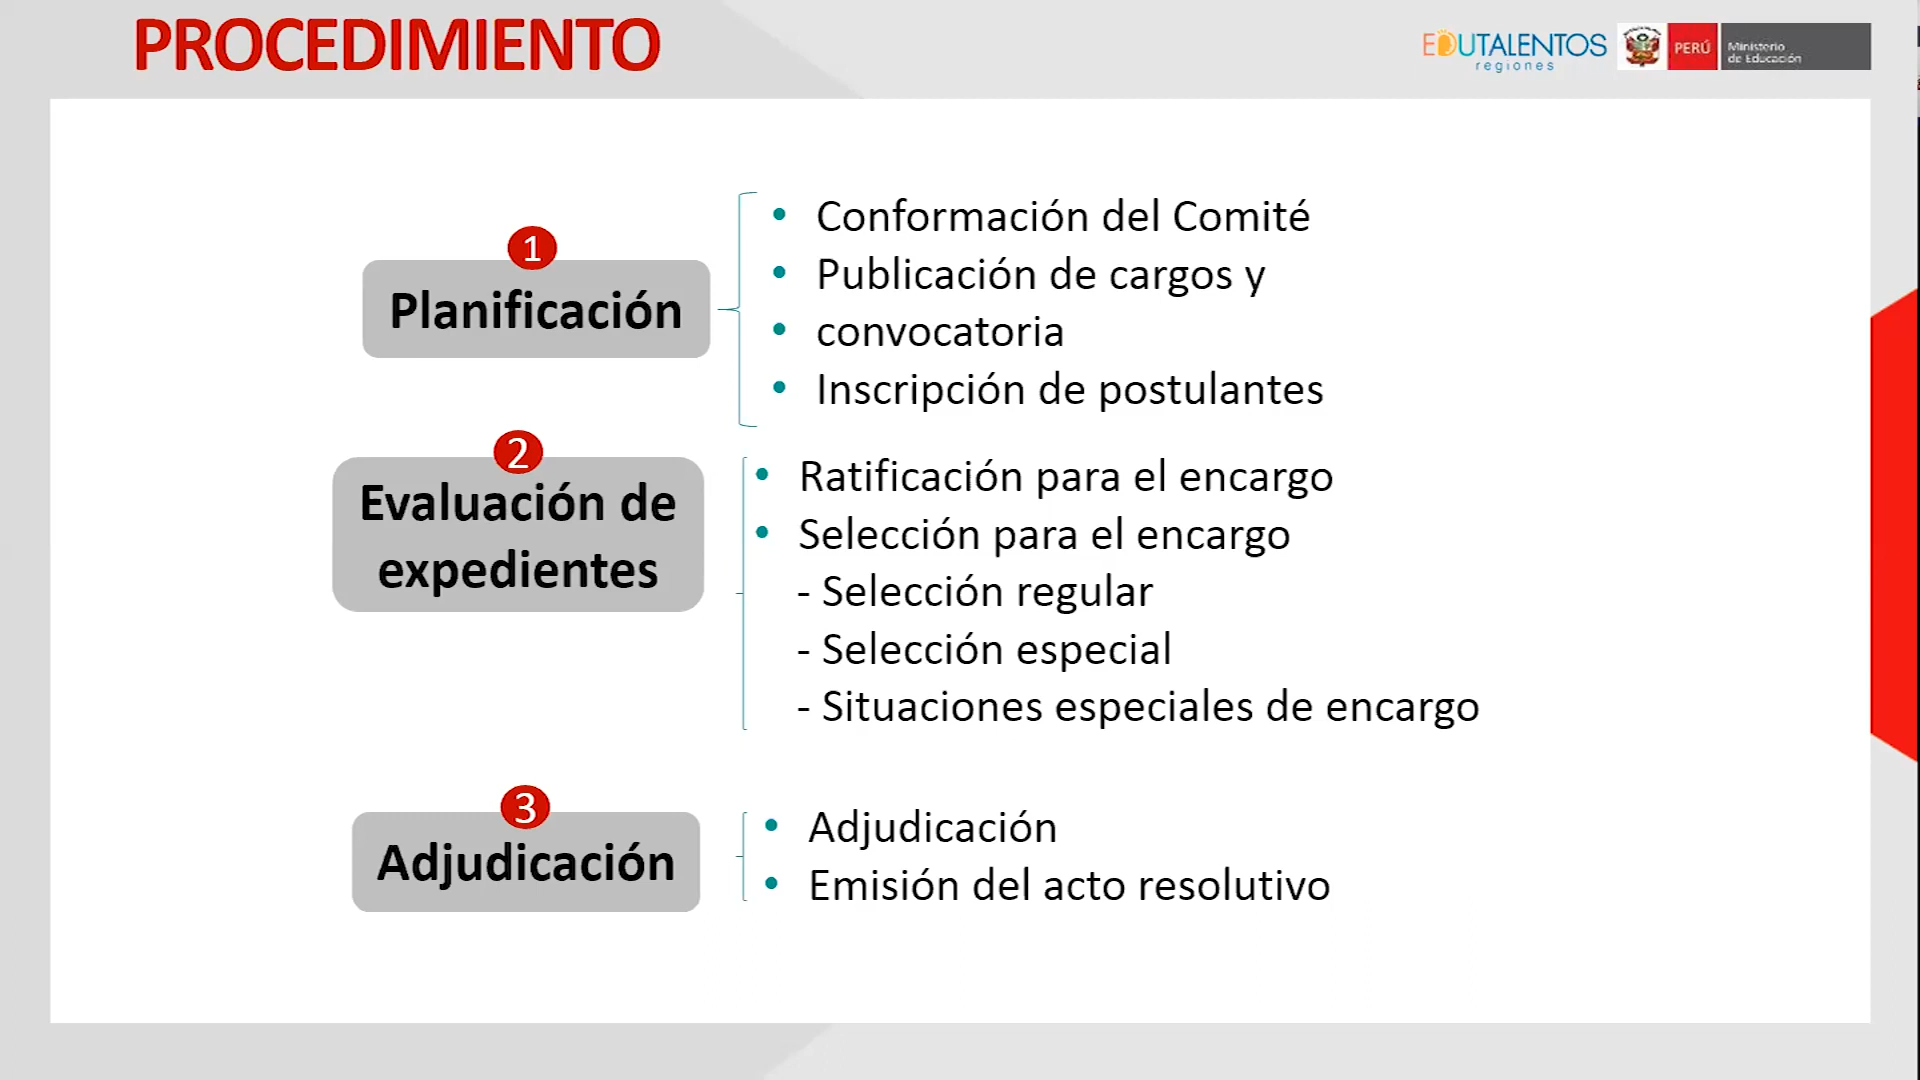 PROCEDIMIENTO
EDUTALENTOS
regiones
PERÚ
Ministerio
de Educación
1
Planificación
• Conformación del Comité
• Publicación de cargos y
• convocatoria
• Inscripción de postulantes
2
Evaluación de
expedientes
• Ratificación para el encargo
• Selección para el encargo
- Selección regular
- Selección especial
- Situaciones especiales de encargo
3
Adjudicación
• Adjudicación
• Emisión del acto resolutivo